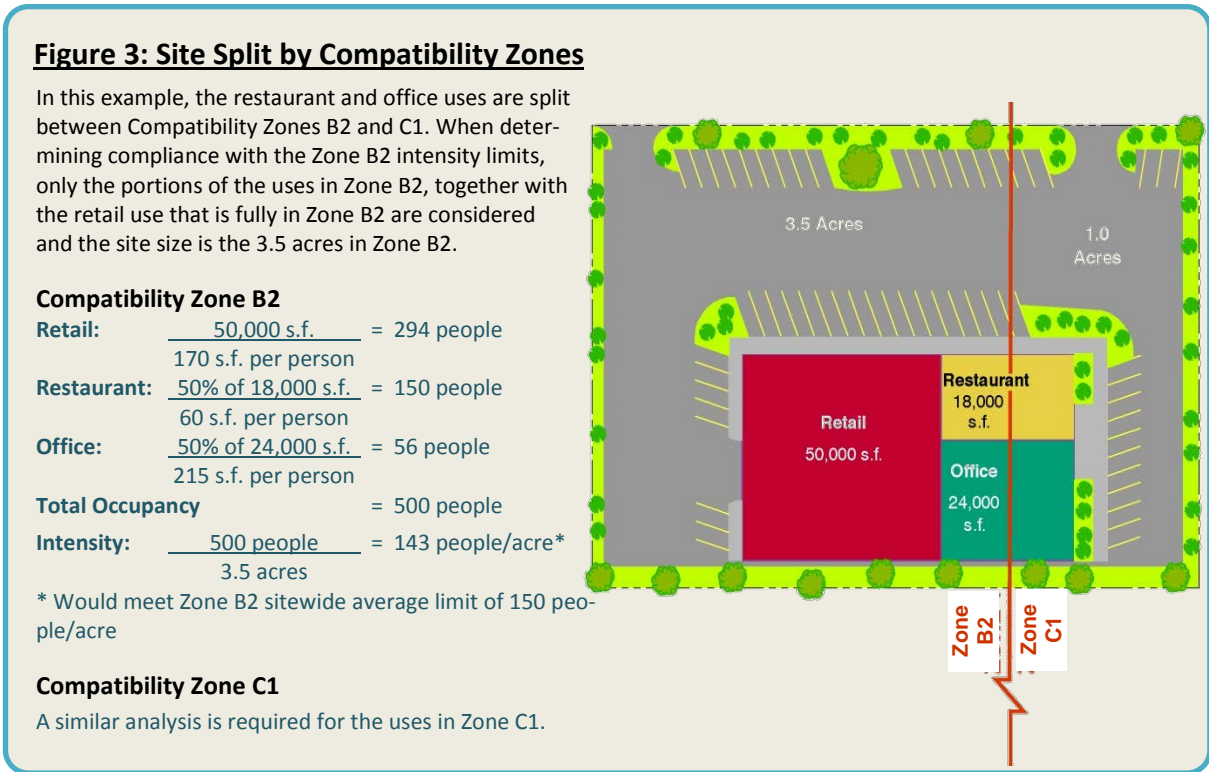 Figure 3: Site Split by Compatibility Zones
In this example, the restaurant and office uses are split
between Compatibility Zones B2 and C1. When deter-
mining compliance with the Zone B2 intensity limits,
only the portions of the uses in Zone B2, together with
the retail use that is fully in Zone B2 are considered
and the site size is the 3.5 acres in Zone B2.
Compatibility Zone B2
Retail: 50,000 s.f. = 294 people
170 s.f. per person
Restaurant: 50% of 18,000 s.f. = 150 people
60 s.f. per person
Office: 50% of 24,000 s.f. = 56 people
215 s.f. per person
Total Occupancy = 500 people
Intensity: 500 people = 143 people/acre*
3.5 acres
* Would meet Zone B2 sitewide average limit of 150 peo-
ple/acre
Compatibility Zone C1
A similar analysis is required for the uses in Zone C1.
3.5 Acres
1.0
Acres
Retail
50,000 s.f.
Restaurant
18,000
s.f.
Office
24,000
s.f.
Zone
B2
Zone
C1